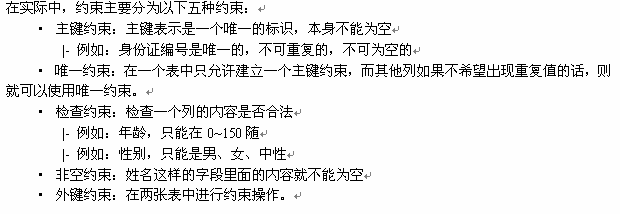 在实际中，约束主要分为以下五种约束：
• 主键约束：主键表示是一个唯一的标识，本身不能为空
|- 例如：身份证编号是唯一的，不可重复的，不可为空的
• 唯一约束：在一个表中只允许建立一个主键约束，而其他列如果不希望出现重复值的话，则
就可以使用唯一约束。
• 检查约束：检查一个列的内容是否合法
|- 例如：年龄，只能在 0~150 随
|- 例如：性别，只能是男、女、中性
• 非空约束：姓名这样的字段里面的内容就不能为空
• 外键约束：在两张表中进行约束操作。